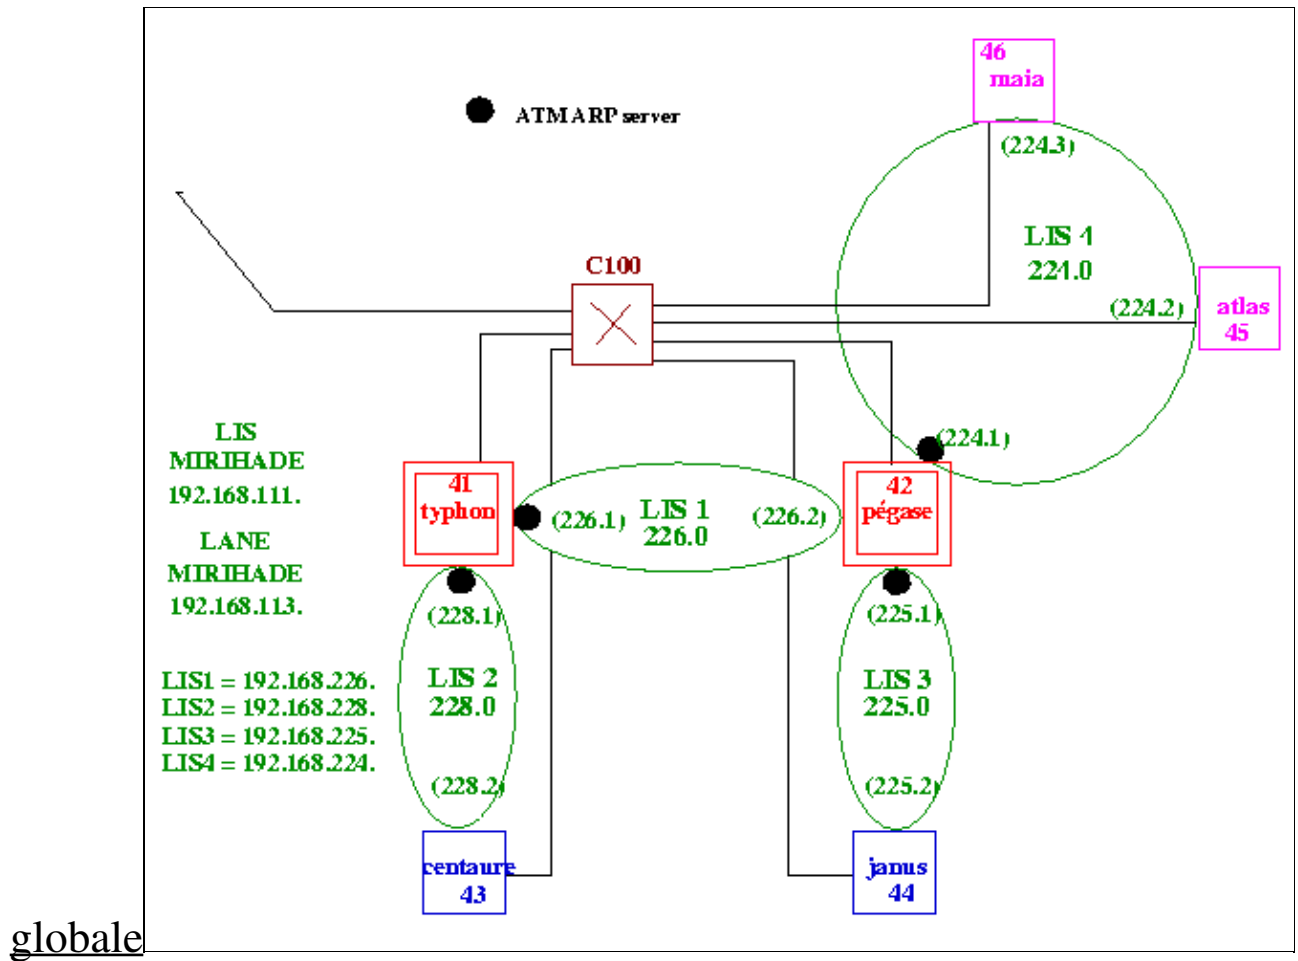 46
maia
ATMARP server
(224.3)
LIS 4
224.0
C100
(224.2)
atlas
45
LIS
MIRIHADE
192.168.111.
(224.1)
41
typhon
42
pégase
(226.1)
LIS 1
226.0
(226.2)
LANE
MIRIHADE
192.168.113.
(228.1)
(225.1)
LIS1 = 192.168.226.
LIS2 = 192.168.228.
LIS3 = 192.168.225.
LIS4 = 192.168.224.
LIS 2
228.0
LIS 3
225.0
(228.2)
(225.2)
centaure
43
janus
44
globale